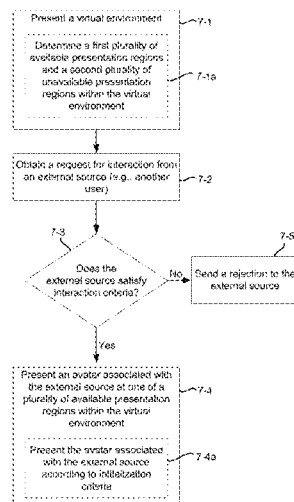 Present a virtual environment
7-1
Determine a first plurality of
available presentation regions
and a second plurality of
unavailable presentation
regions within the virtual
environment
7-1a
Obtain a request for interaction from
an external source (e.g., another
user)
7-2
7-3
Does the
external source satisfy
interaction criteria?
No
7-5
Send a rejection to the
external source
Yes
Present an avatar associated with
the external source at one of a
plurality of available presentation
regions within the virtual
environment
7-4
Present the avatar associated
with the external source
according to initialization
criteria
7-4a